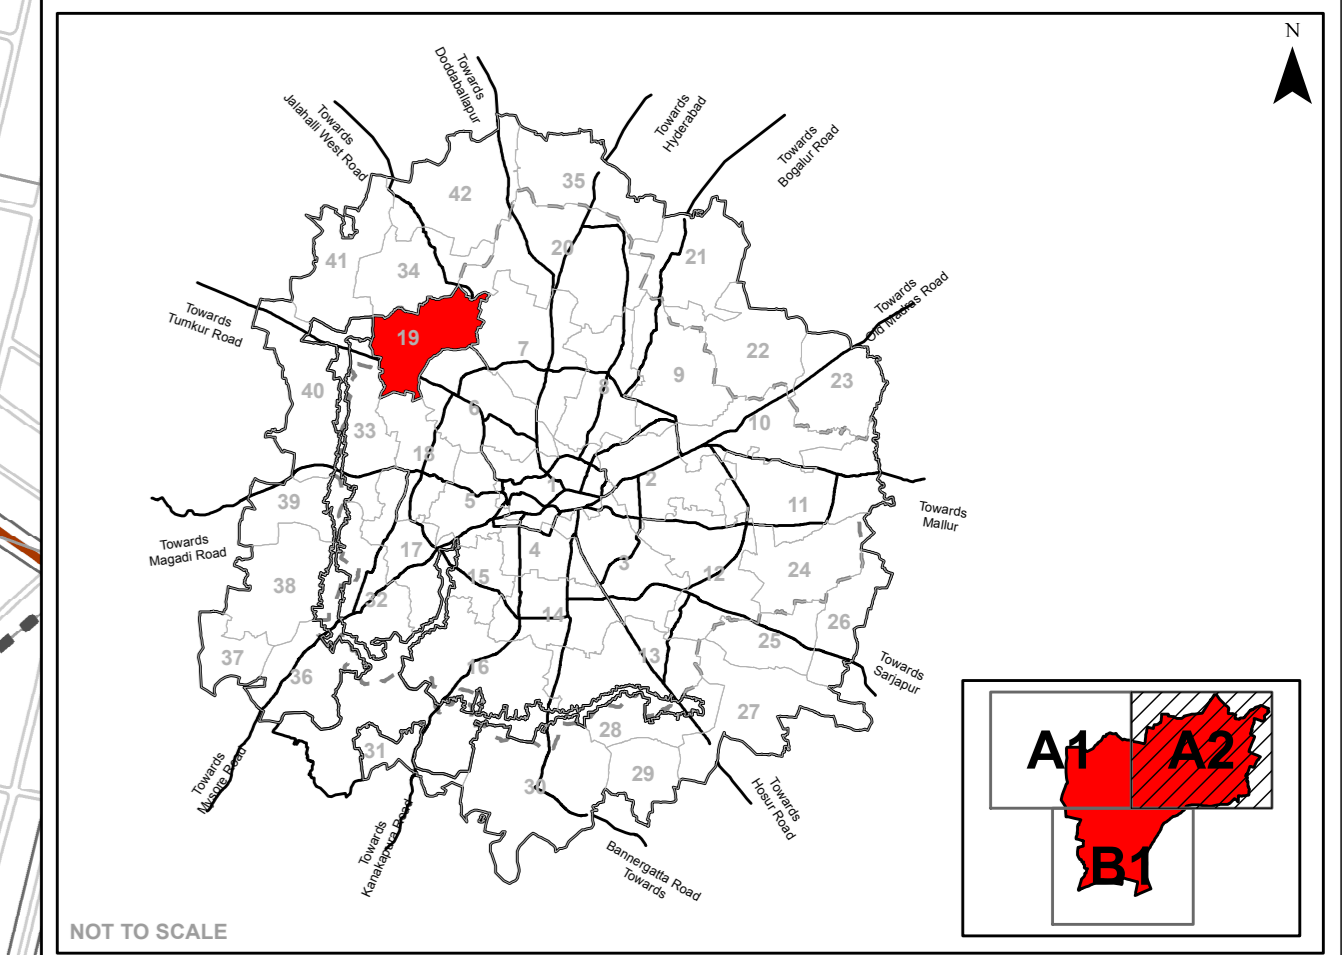 N
Towards
Doddaballapur
Towards
Jalahalli West Road
Towards
Hyderabad
Towards
Bogalur Road
42
35
20
21
41
34
Towards
Old Madras Road
Towards
Tumkur Road
19
7
22
9
8
23
40
6
10
33
18
39
5
1
2
11
Towards
Mallur
Towards
Magadi Road
17
4
3
15
12
24
38
32
14
26
25
37
36
16
13
Towards
Sarjapur
27
28
31
29
30
Towards
Mysore Road
Towards
Kanakapura Road
Towards
Hosur Road
Bannergatta Road
Towards
A1
A2
B1
NOT TO SCALE